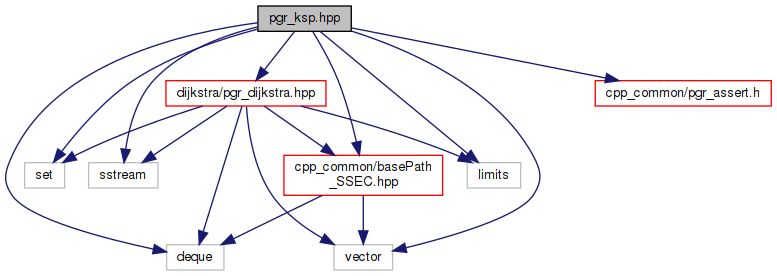 pgr_ksp.hpp
dijkstra/pgr_dijkstra.hpp
cpp_common/pgr_assert.h
set
sstream
cpp_common/basePath
_SSEC.hpp
limits
deque
vector